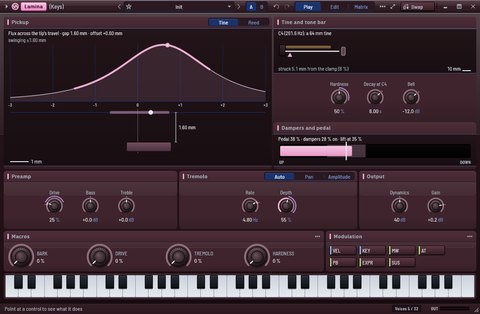 Lamina [Keys] Init A B Play Edit Matrix Swap
Pickup Tine Reed
Flux across the tip's travel · gap 1.60 mm · offset +0.60 mm
swinging ±1.60 mm
-3 -2 -1 +0 +1 +2 +3
1.60 mm
1 mm
Tine and tone bar
C4 (261.6 Hz) a 64 mm tine
struck 5.1 mm from the clamp (8 %) 10 mm
Hardness Decay at C4 Bell
50 % 8.00 s -12.0 dB
Dampers and pedal
Pedal 38 % · dampers 28 % on · lift at 35 %
UP DOWN
Preamp
Drive Bass Treble
25 % +0.0 dB +0.0 dB
Tremolo Auto Pan Amplitude
Rate Depth
4.80 Hz 55 %
Output
Dynamics Gain
40 dB +0.2 dB
Macros
BARK
0 %
DRIVE
0 %
TREMOLO
0 %
HARDNESS
0 %
Modulation
VEL KEY MW AT
PB EXPR SUS
Point at a control to see what it does Voices 1 / 32 OUT